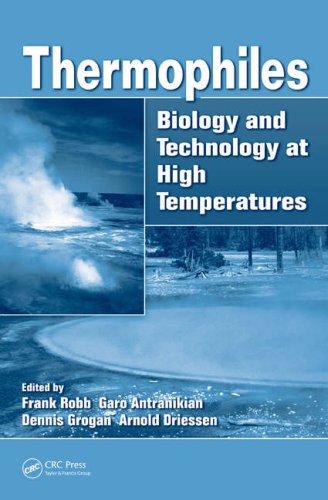 Thermophiles
Biology and
Technology at
High
Temperatures
Edited by
Frank Robb Garo Antranikian
Dennis Grogan Arnold Driessen
CRC
CRC Press
Taylor & Francis Group